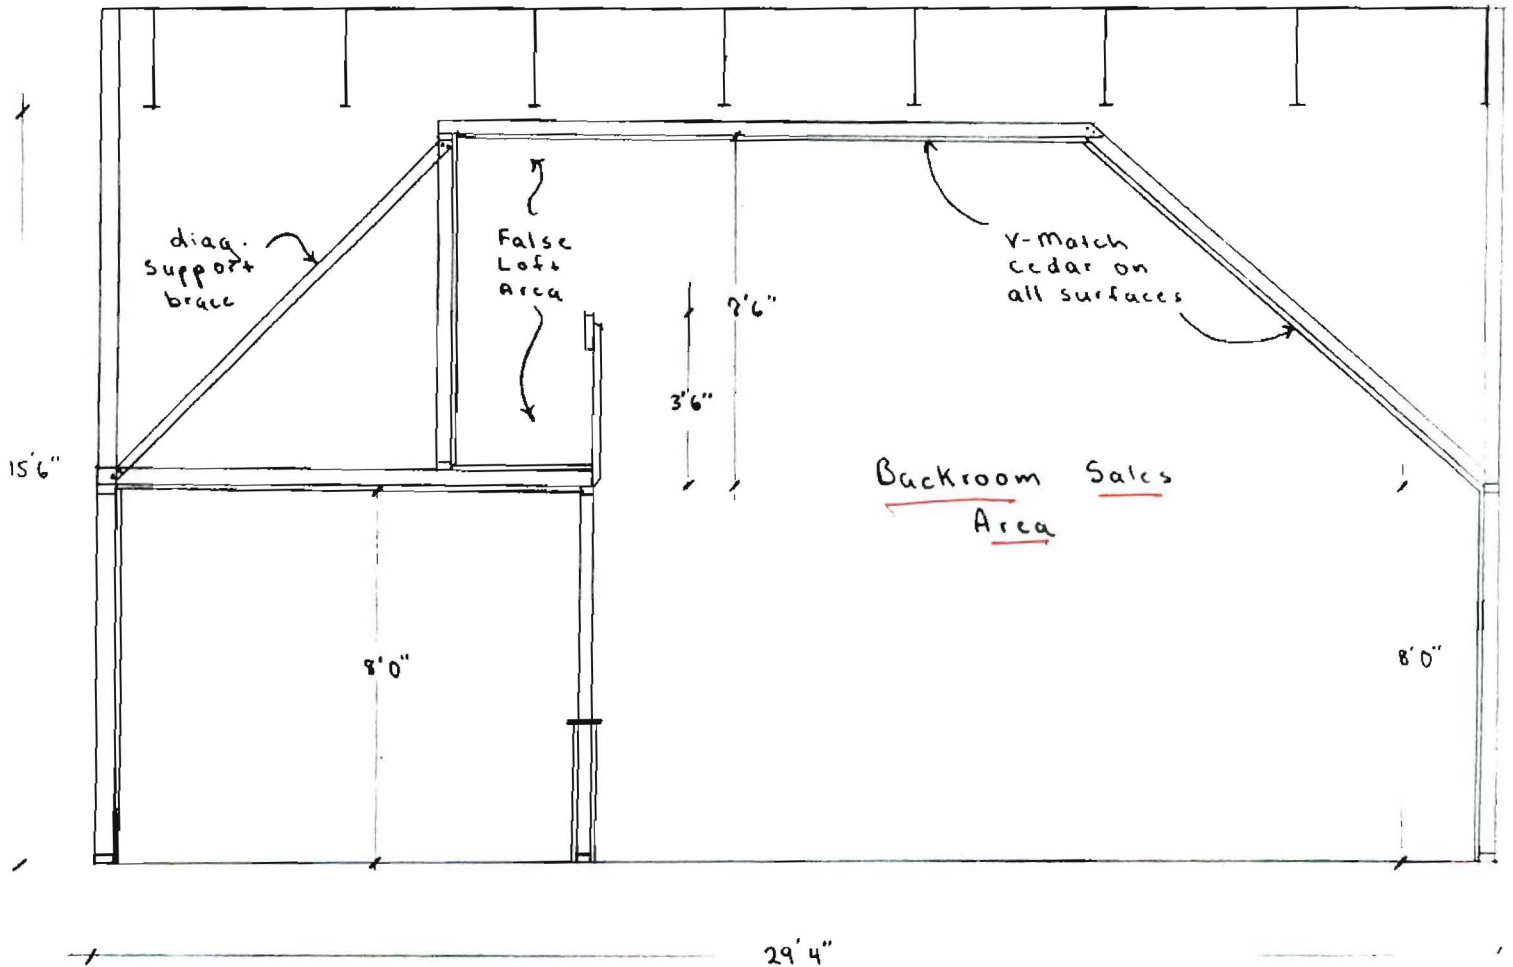 diag.
support
brace
False
Loft
Area
V-Match
cedar on
all surfaces
7'6"
3'6"
15'6"
Backroom Sales
Area
8'0"
8'0"
29'4"